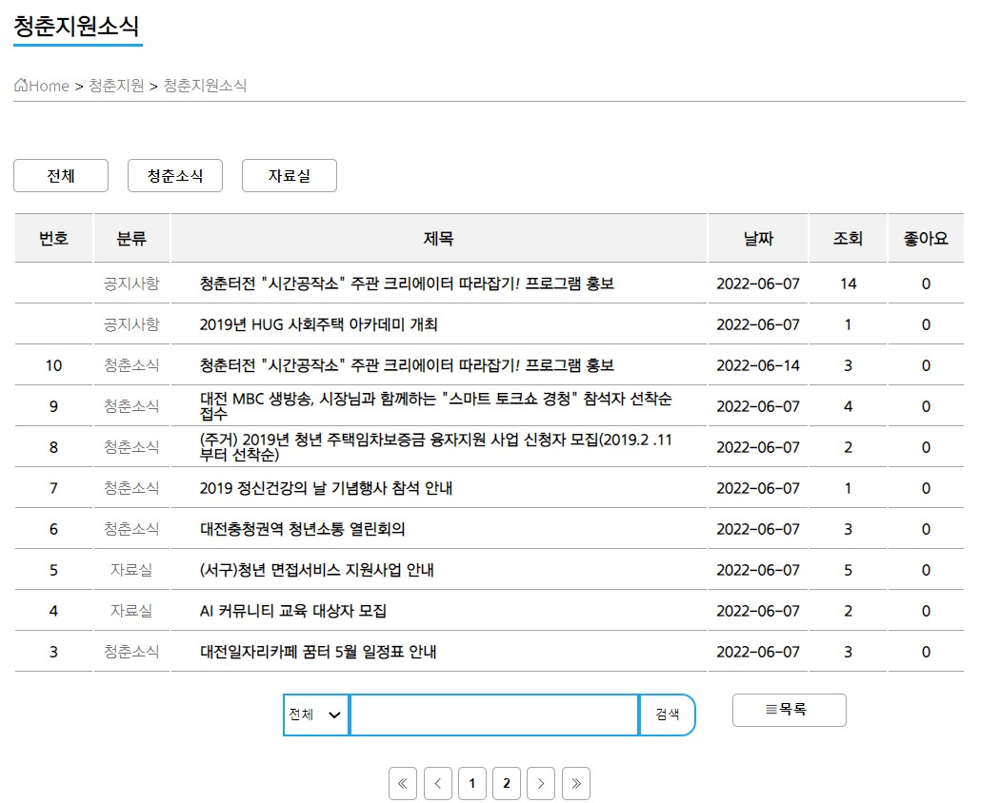 청춘지원소식
Home > 청춘지원 > 청춘지원소식
전체 청춘소식 자료실
번호 분류 제목 날짜 조회 좋아요
공지사항 청춘터전 "시간공작소" 주관 크리에이터 따라잡기! 프로그램 홍보 2022-06-07 14 0
공지사항 2019년 HUG 사회주택 아카데미 개최 2022-06-07 1 0
10 청춘소식 청춘터전 "시간공작소" 주관 크리에이터 따라잡기! 프로그램 홍보 2022-06-14 3 0
9 청춘소식 대전 MBC 생방송, 시장님과 함께하는 "스마트 토크쇼 경청" 참석자 선착순 2022-06-07 4 0
접수
8 청춘소식 (주거) 2019년 청년 주택임차보증금 융자지원 사업 신청자 모집(2019.2 .11 2022-06-07 2 0
부터 선착순)
7 청춘소식 2019 정신건강의 날 기념행사 참석 안내 2022-06-07 1 0
6 청춘소식 대전충청권역 청년소통 열린회의 2022-06-07 3 0
5 자료실 (서구)청년 면접서비스 지원사업 안내 2022-06-07 5 0
4 자료실 AI 커뮤니티 교육 대상자 모집 2022-06-07 2 0
3 청춘소식 대전일자리카페 꿈터 5월 일정표 안내 2022-06-07 3 0
전체 검색 목록
1 2